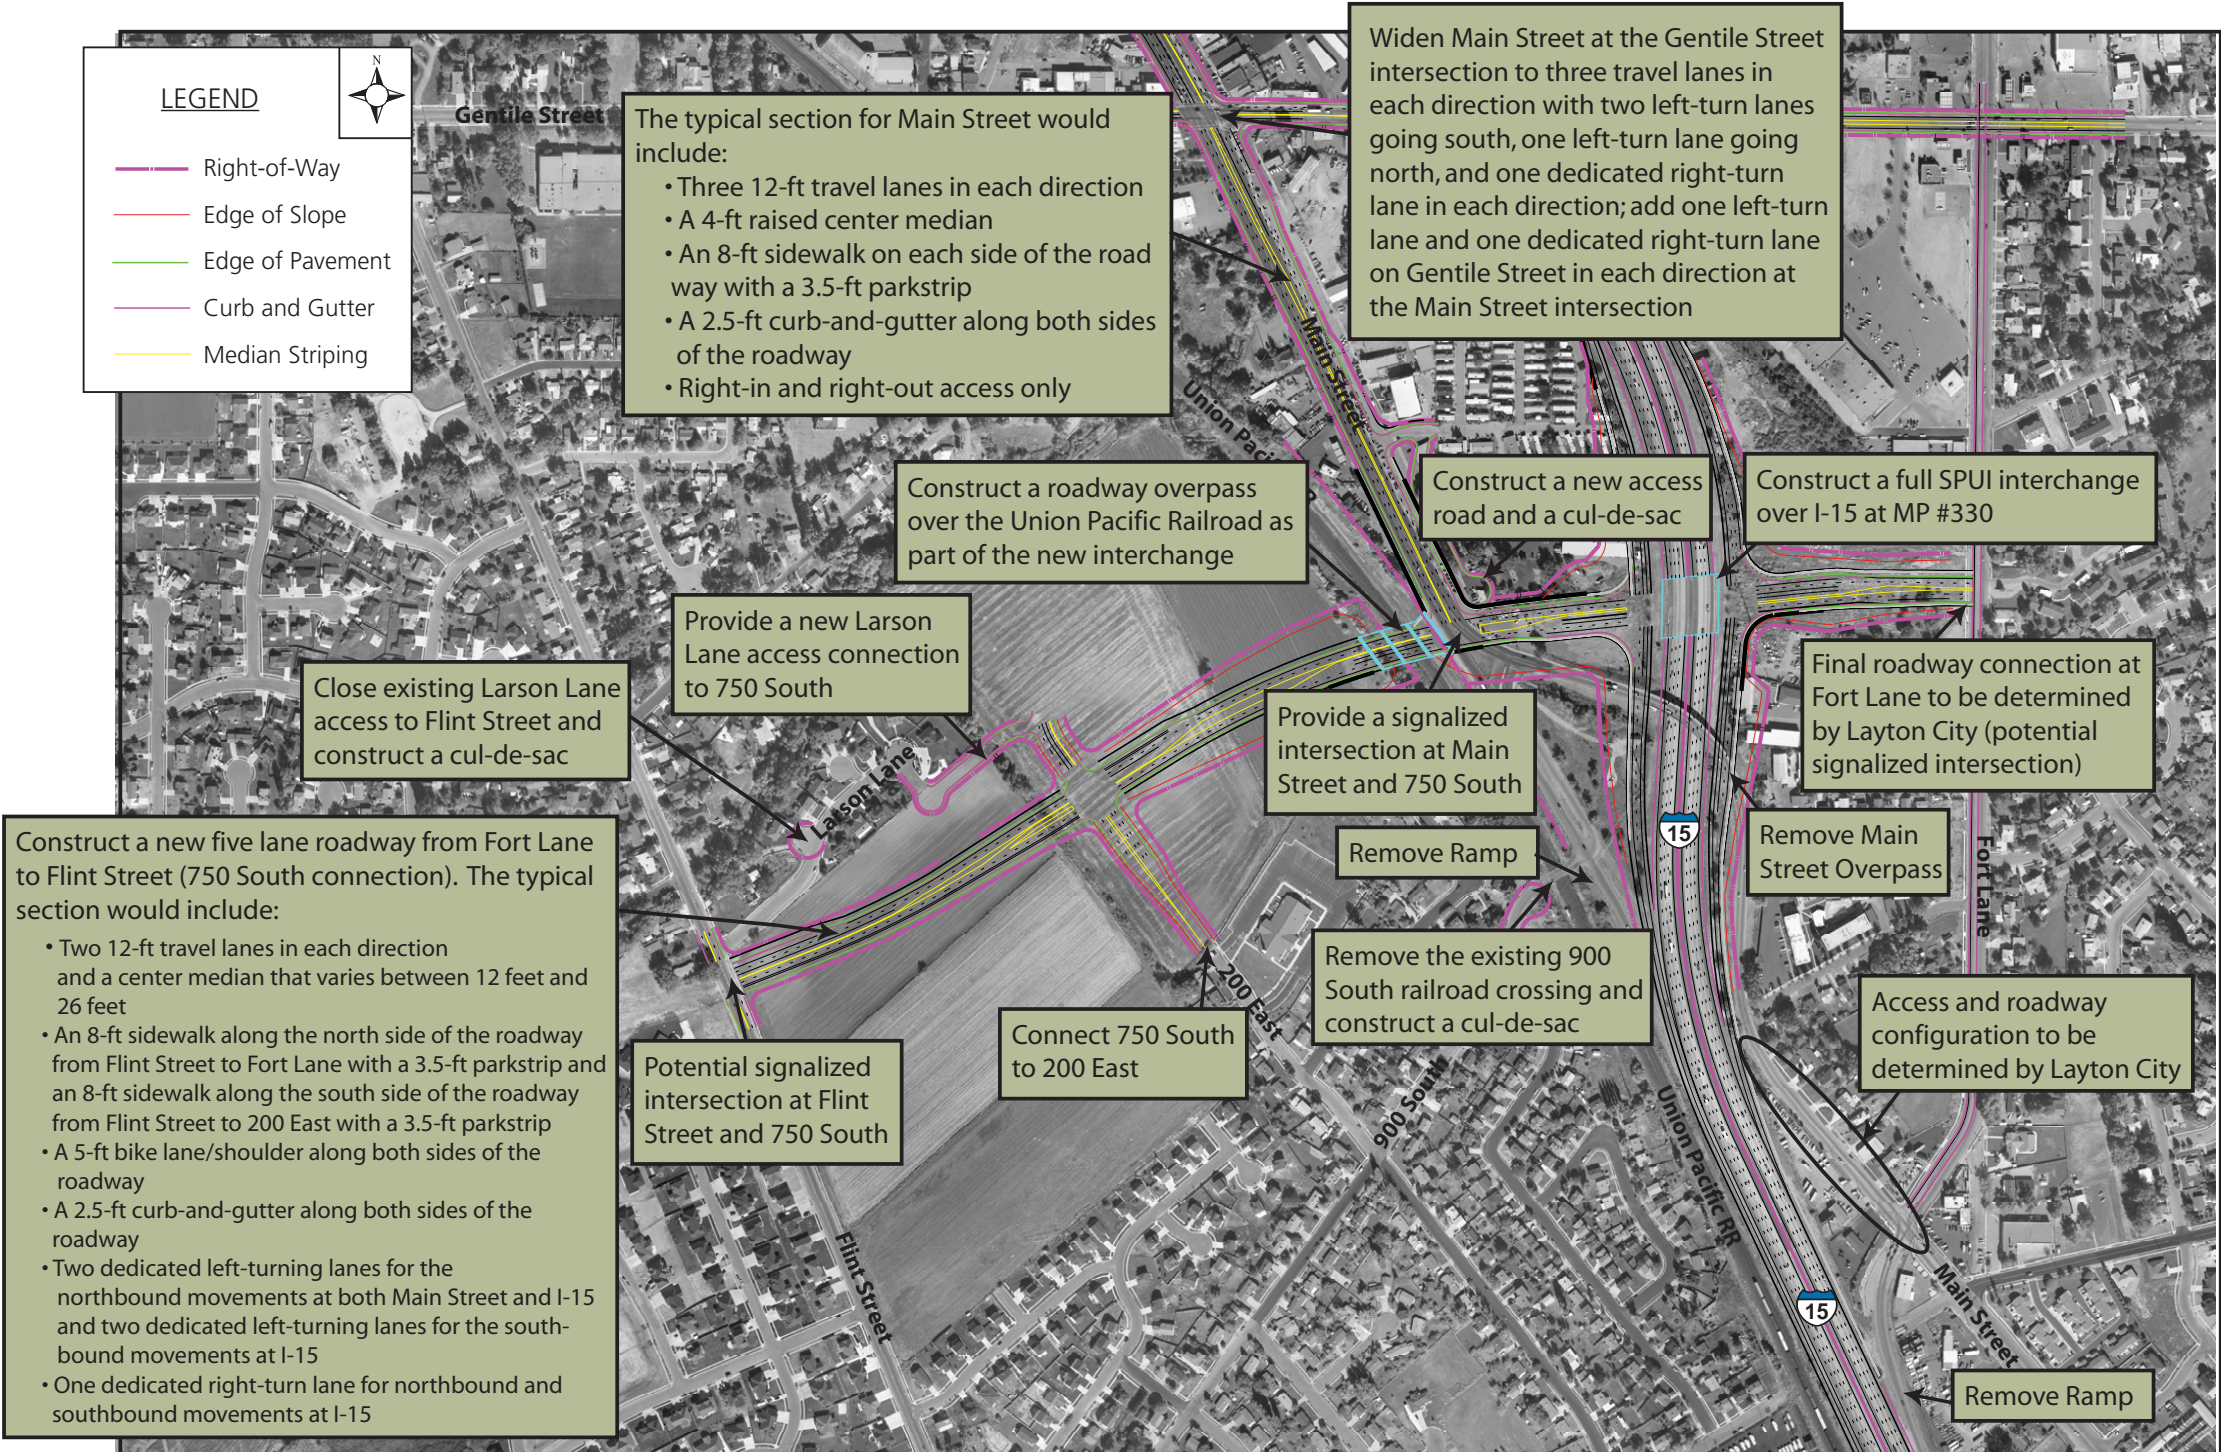 LEGEND
N
Right-of-Way
Edge of Slope
Edge of Pavement
Curb and Gutter
Median Striping
Gentile Street
The typical section for Main Street would
include:
• Three 12-ft travel lanes in each direction
• A 4-ft raised center median
• An 8-ft sidewalk on each side of the road
way with a 3.5-ft parkstrip
• A 2.5-ft curb-and-gutter along both sides
of the roadway
• Right-in and right-out access only
Widen Main Street at the Gentile Street
intersection to three travel lanes in
each direction with two left-turn lanes
going south, one left-turn lane going
north, and one dedicated right-turn
lane in each direction; add one left-turn
lane and one dedicated right-turn lane
on Gentile Street in each direction at
the Main Street intersection
Main Street
Union Pacific R
Construct a roadway overpass
over the Union Pacific Railroad as
part of the new interchange
Construct a new access
road and a cul-de-sac
Construct a full SPUI interchange
over I-15 at MP #330
Provide a new Larson
Lane access connection
to 750 South
Close existing Larson Lane
access to Flint Street and
construct a cul-de-sac
Larson Lane
Provide a signalized
intersection at Main
Street and 750 South
Final roadway connection at
Fort Lane to be determined
by Layton City (potential
signalized intersection)
Construct a new five lane roadway from Fort Lane
to Flint Street (750 South connection). The typical
section would include:
• Two 12-ft travel lanes in each direction
and a center median that varies between 12 feet and
26 feet
• An 8-ft sidewalk along the north side of the roadway
from Flint Street to Fort Lane with a 3.5-ft parkstrip and
an 8-ft sidewalk along the south side of the roadway
from Flint Street to 200 East with a 3.5-ft parkstrip
• A 5-ft bike lane/shoulder along both sides of the
roadway
• A 2.5-ft curb-and-gutter along both sides of the
roadway
• Two dedicated left-turning lanes for the
northbound movements at both Main Street and I-15
and two dedicated left-turning lanes for the south-
bound movements at I-15
• One dedicated right-turn lane for northbound and
southbound movements at I-15
Remove Ramp
15
Remove Main
Street Overpass
Fort Lane
Remove the existing 900
South railroad crossing and
construct a cul-de-sac
200 East
Connect 750 South
to 200 East
Potential signalized
intersection at Flint
Street and 750 South
Access and roadway
configuration to be
determined by Layton City
900 South
Union Pacific RR
Flint Street
15
Main Street
Remove Ramp